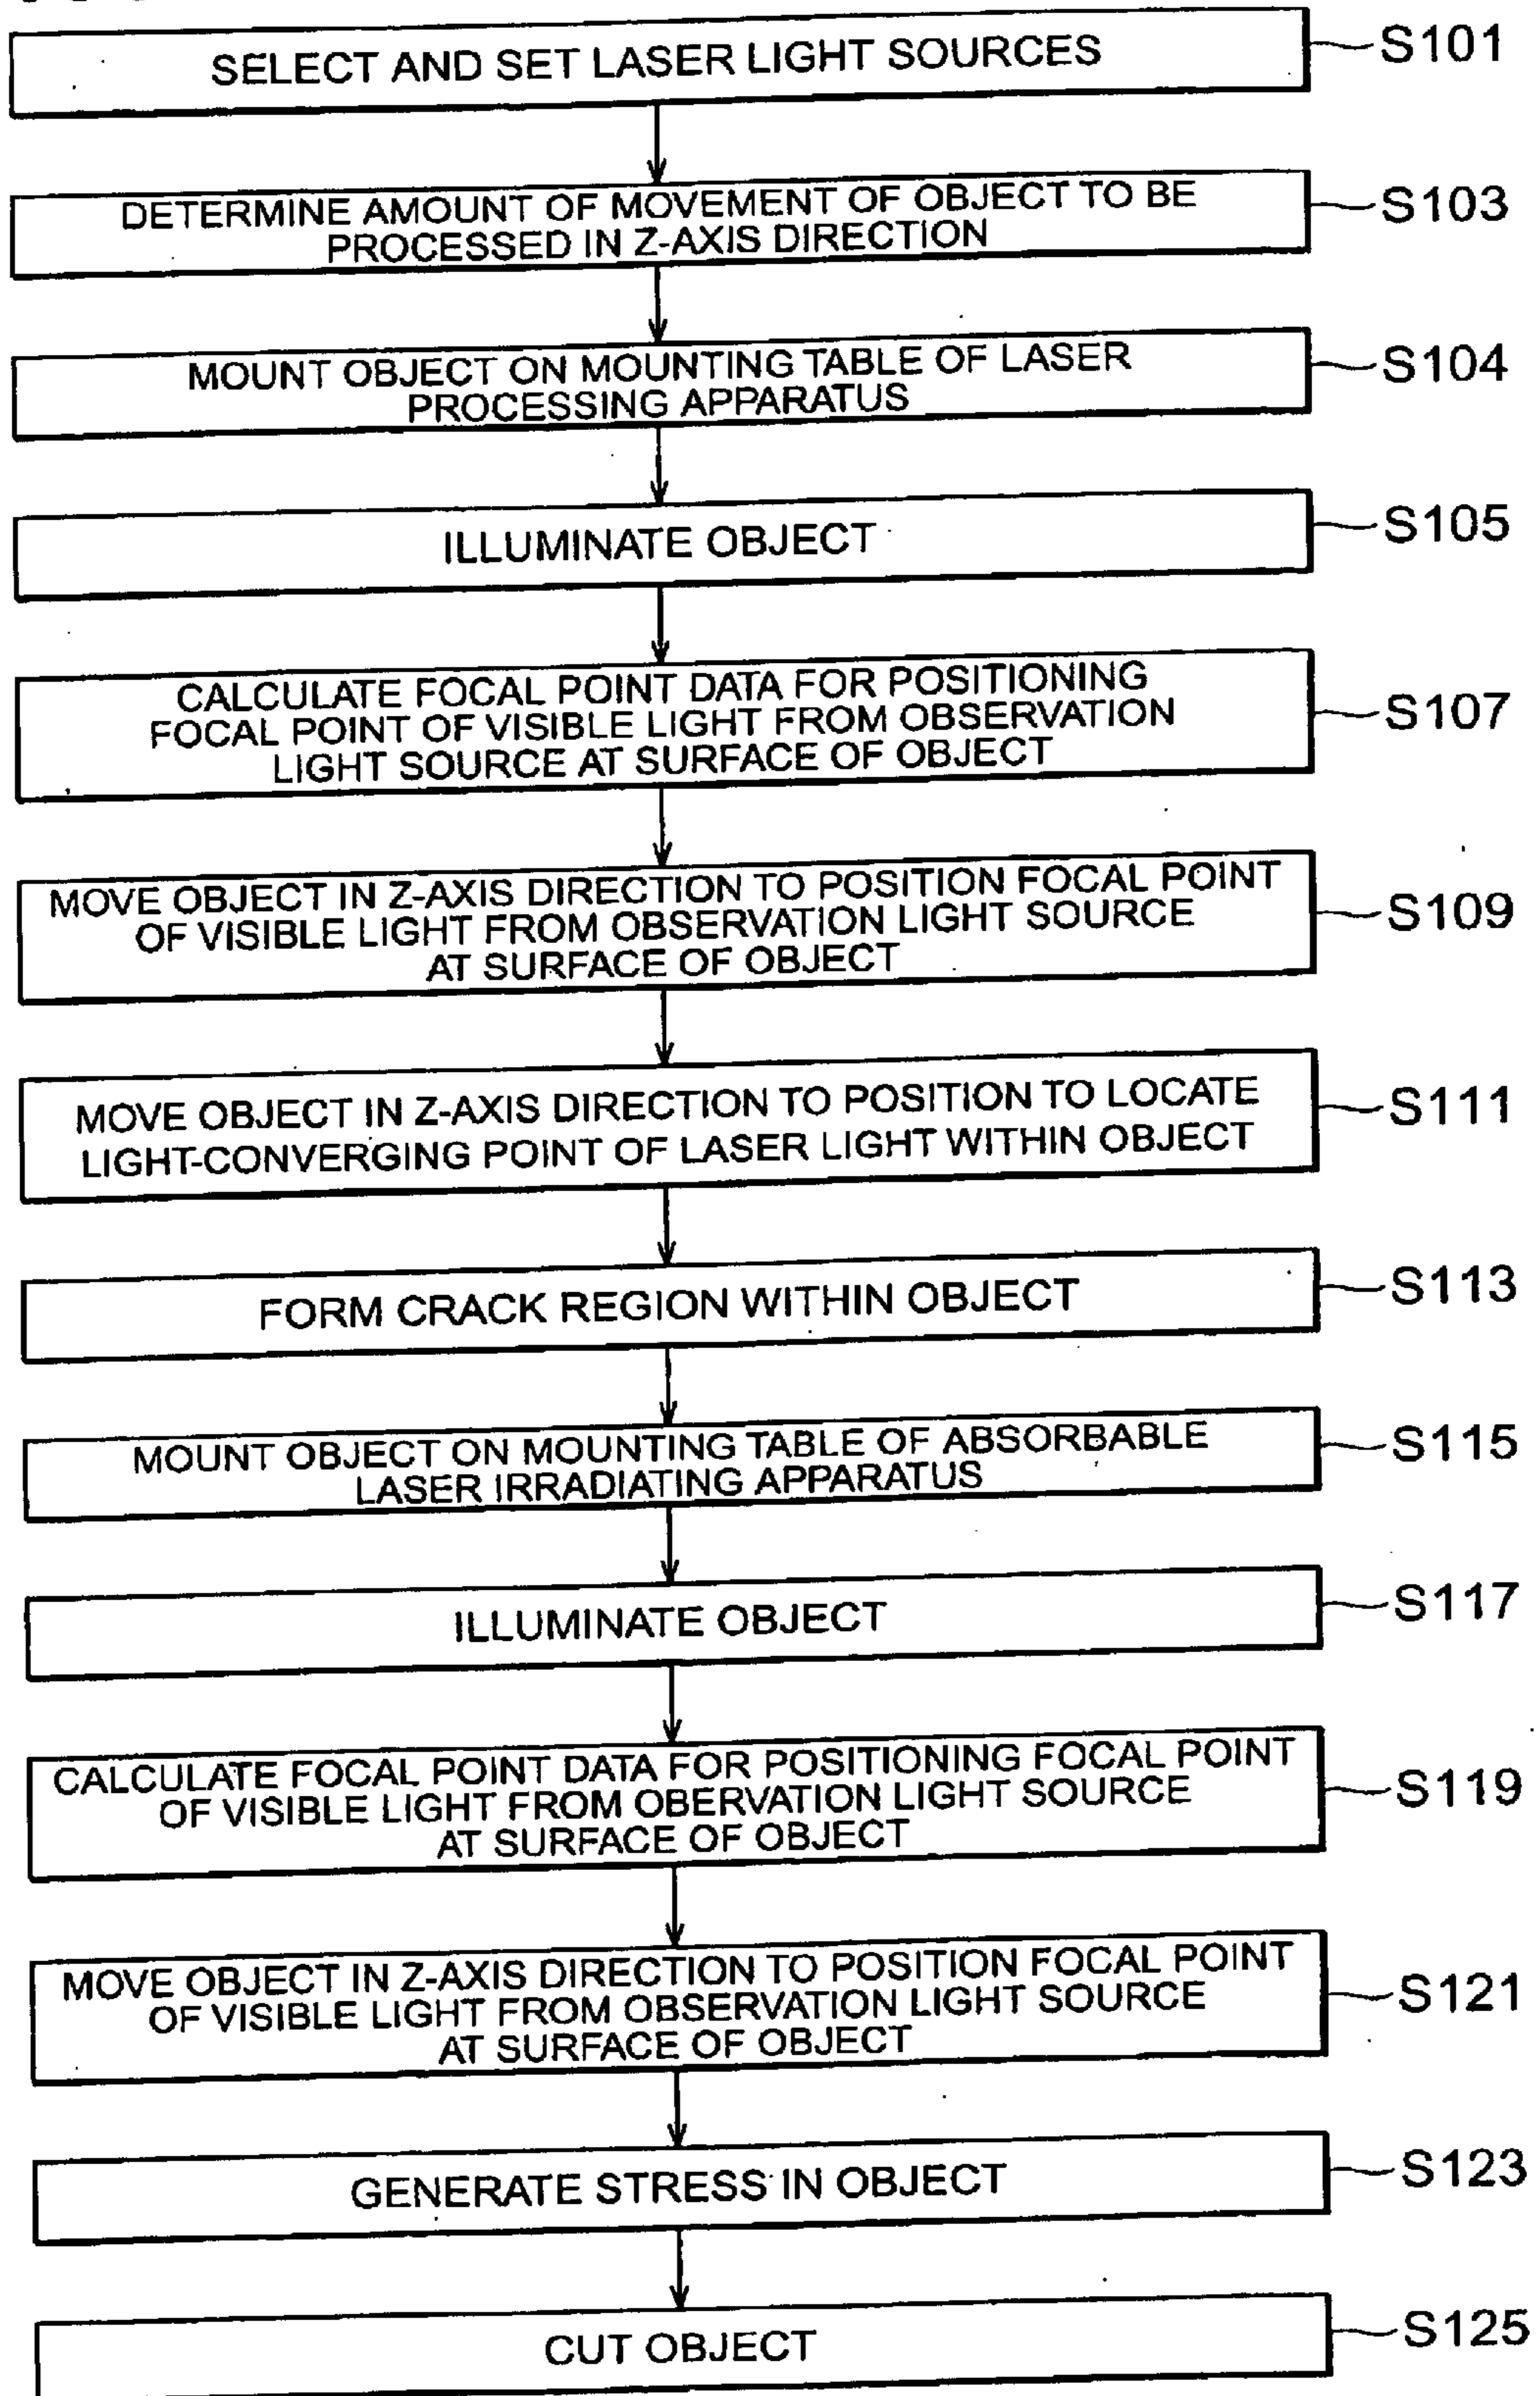 SELECT AND SET LASER LIGHT SOURCES
S101
DETERMINE AMOUNT OF MOVEMENT OF OBJECT TO BE
PROCESSED IN Z-AXIS DIRECTION
S103
MOUNT OBJECT ON MOUNTING TABLE OF LASER
PROCESSING APPARATUS
S104
ILLUMINATE OBJECT
S105
CALCULATE FOCAL POINT DATA FOR POSITIONING
FOCAL POINT OF VISIBLE LIGHT FROM OBSERVATION
LIGHT SOURCE AT SURFACE OF OBJECT
S107
MOVE OBJECT IN Z-AXIS DIRECTION TO POSITION FOCAL POINT
OF VISIBLE LIGHT FROM OBSERVATION LIGHT SOURCE
AT SURFACE OF OBJECT
S109
MOVE OBJECT IN Z-AXIS DIRECTION TO POSITION TO LOCATE
LIGHT-CONVERGING POINT OF LASER LIGHT WITHIN OBJECT
S111
FORM CRACK REGION WITHIN OBJECT
S113
MOUNT OBJECT ON MOUNTING TABLE OF ABSORBABLE
LASER IRRADIATING APPARATUS
S115
ILLUMINATE OBJECT
S117
CALCULATE FOCAL POINT DATA FOR POSITIONING FOCAL POINT
OF VISIBLE LIGHT FROM OBERVATION LIGHT SOURCE
AT SURFACE OF OBJECT
S119
MOVE OBJECT IN Z-AXIS DIRECTION TO POSITION FOCAL POINT
OF VISIBLE LIGHT FROM OBSERVATION LIGHT SOURCE
AT SURFACE OF OBJECT
S121
GENERATE STRESS IN OBJECT
S123
CUT OBJECT
S125